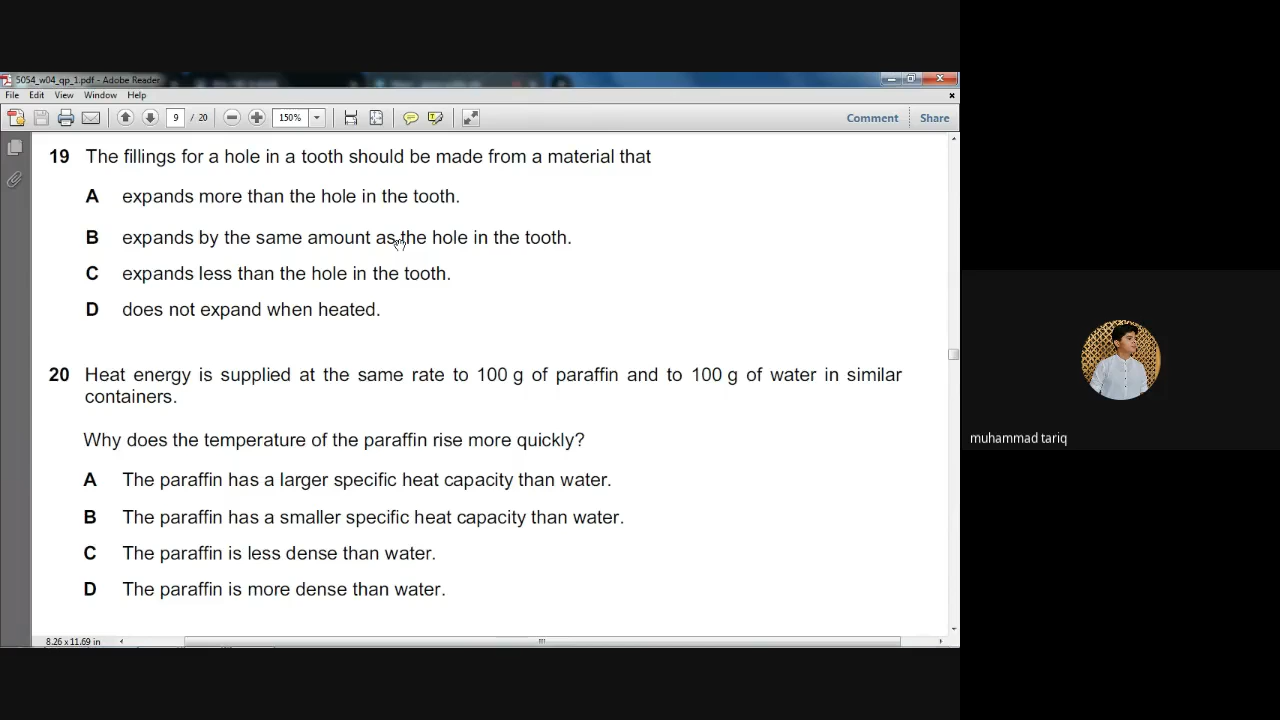 5054_w04_qp_1.pdf - Adobe Reader
File Edit View Window Help
9 / 20 150% Comment Share
19 The fillings for a hole in a tooth should be made from a material that
A expands more than the hole in the tooth.
B expands by the same amount as the hole in the tooth.
C expands less than the hole in the tooth.
D does not expand when heated.
20 Heat energy is supplied at the same rate to 100 g of paraffin and to 100 g of water in similar
containers.
Why does the temperature of the paraffin rise more quickly?
A The paraffin has a larger specific heat capacity than water.
B The paraffin has a smaller specific heat capacity than water.
C The paraffin is less dense than water.
D The paraffin is more dense than water.
8.26 x 11.69 in
muhammad tariq